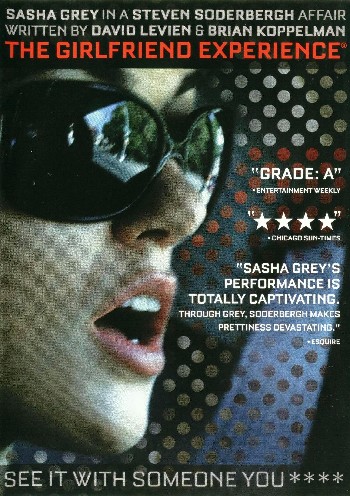 SASHA GREY IN A STEVEN SODERBERGH AFFAIR
WRITTEN BY DAVID LEVIEN & BRIAN KOPPELMAN
THE GIRLFRIEND EXPERIENCE®
"GRADE: A"
• ENTERTAINMENT WEEKLY
"★★★★"
• CHICAGO SUN-TIMES
"SASHA GREY'S
PERFORMANCE IS
TOTALLY CAPTIVATING.
THROUGH GREY, SODERBERGH MAKES
PRETTINESS DEVASTATING."
• ESQUIRE
SEE IT WITH SOMEONE YOU ****